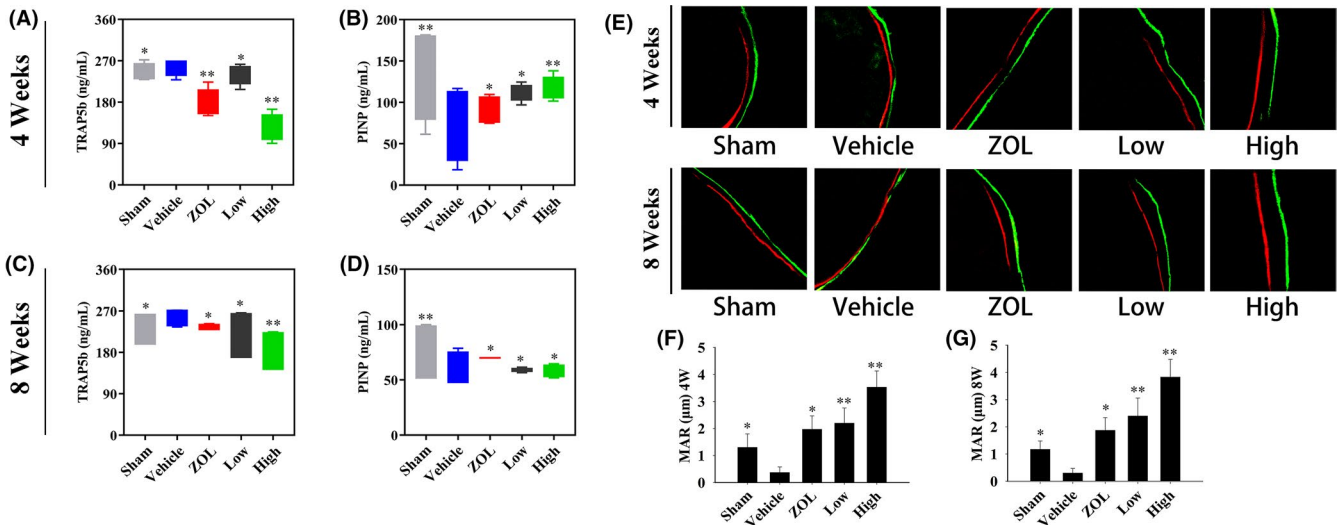 (A)
4 Weeks
TRAP5b (ng/mL)
360
270
180
90
0
*
**
*
**
Sham
Vehicle
ZOL
Low
High
(B)
PINP (ng/mL)
200
150
100
50
0
**
*
*
**
Sham
Vehicle
ZOL
Low
High
(C)
8 Weeks
TRAP5b (ng/mL)
360
270
180
90
0
*
*
*
**
Sham
Vehicle
ZOL
Low
High
(D)
PINP (ng/mL)
150
100
50
0
**
*
*
*
Sham
Vehicle
ZOL
Low
High
(E)
4 Weeks
Sham
Vehicle
ZOL
Low
High
8 Weeks
Sham
Vehicle
ZOL
Low
High
(F)
MAR (μm) 4W
5
4
3
2
1
0
*
*
**
**
Sham
Vehicle
ZOL
Low
High
(G)
MAR (μm) 8W
5
4
3
2
1
0
*
*
**
**
Sham
Vehicle
ZOL
Low
High